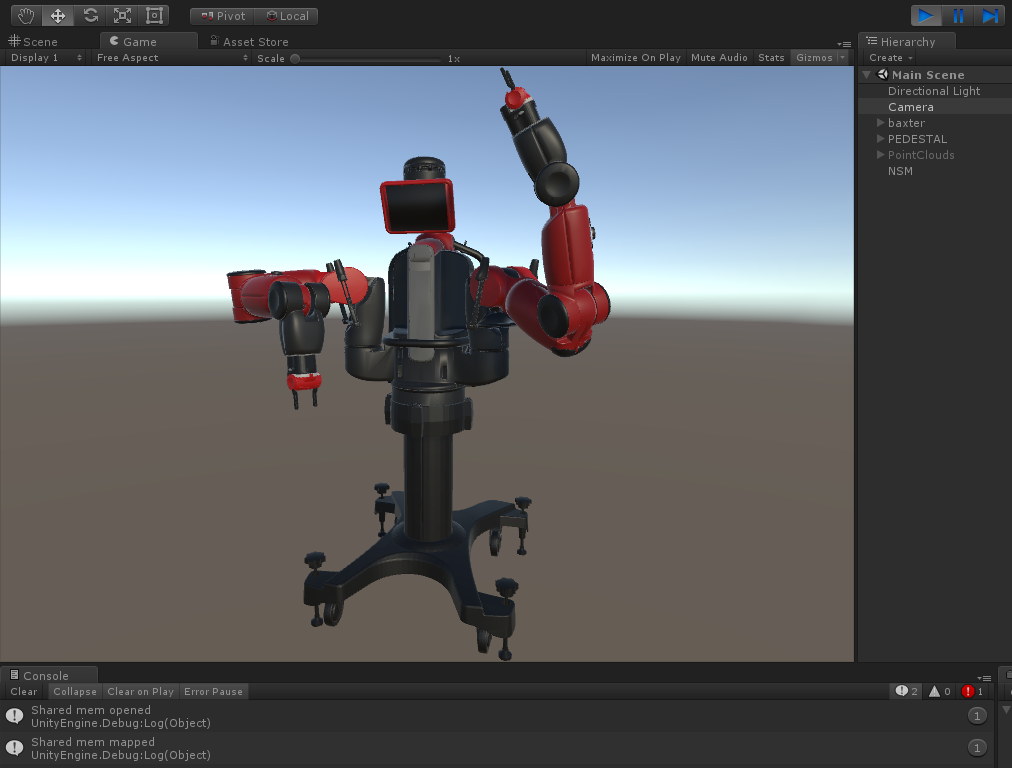 Pivot Local
Scene Game Asset Store
Display 1 Free Aspect Scale 1x Maximize On Play Mute Audio Stats Gizmos
Hierarchy
Create
Main Scene
Directional Light
Camera
baxter
PEDESTAL
PointClouds
NSM
Console
Clear Collapse Clear on Play Error Pause 2 0 1
Shared mem opened
UnityEngine.Debug:Log(Object)
1
Shared mem mapped
UnityEngine.Debug:Log(Object)
1